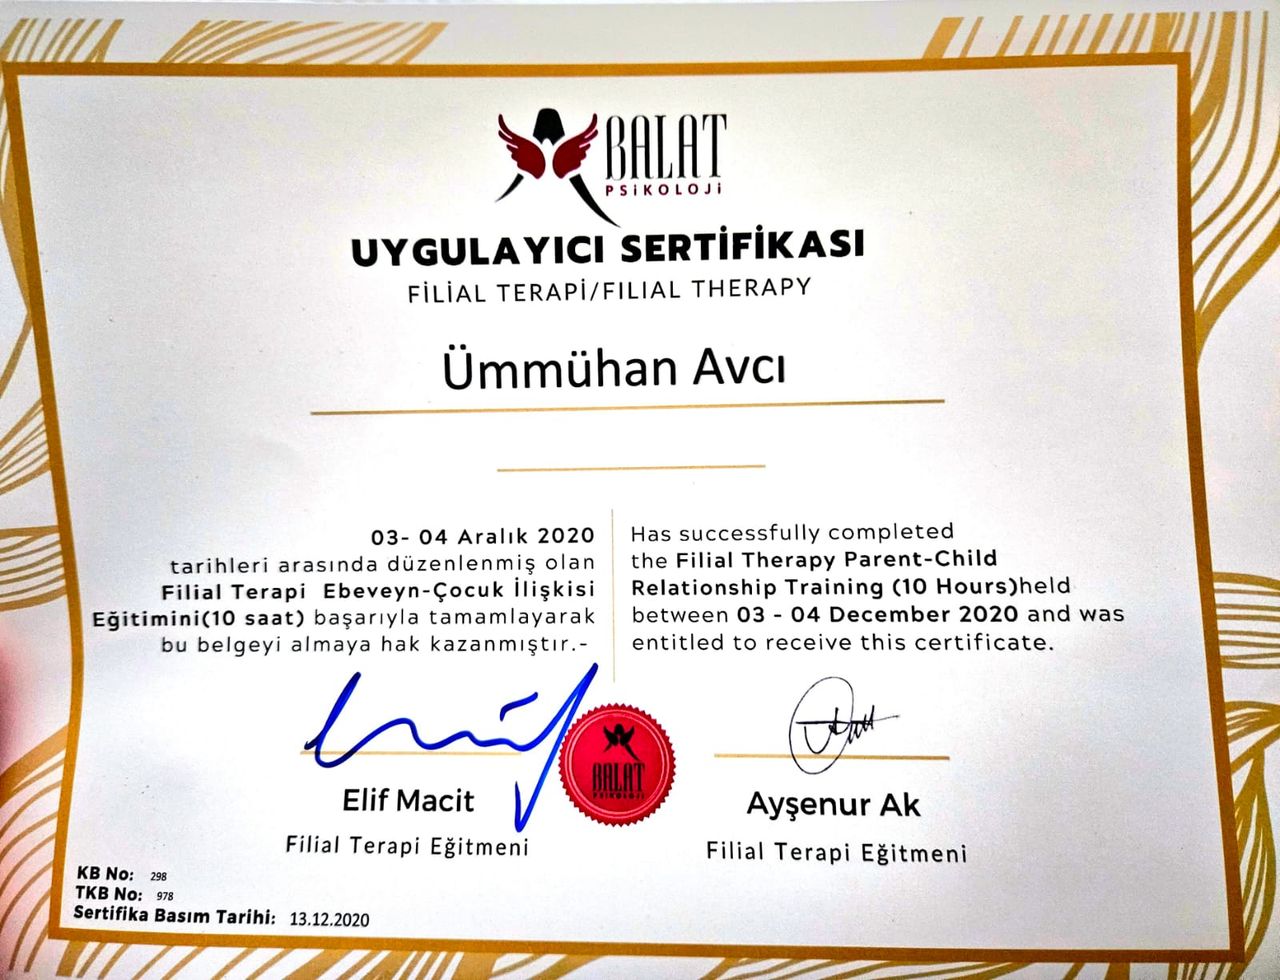 BALAT
PSİKOLOJİ
UYGULAYICI SERTİFİKASI
FİLİAL TERAPİ/FILIAL THERAPY
Ümmühan Avcı
03- 04 Aralık 2020
tarihleri arasında düzenlenmiş olan
Filial Terapi Ebeveyn-Çocuk İlişkisi
Eğitimini(10 saat) başarıyla tamamlayarak
bu belgeyi almaya hak kazanmıştır.-
Has successfully completed
the Filial Therapy Parent-Child
Relationship Training (10 Hours)held
between 03 - 04 December 2020 and was
entitled to receive this certificate.
BALAT
PSİKOLOJİ
Elif Macit
Filial Terapi Eğitmeni
Ayşenur Ak
Filial Terapi Eğitmeni
KB No: 298
TKB No: 978
Sertifika Basım Tarihi: 13.12.2020